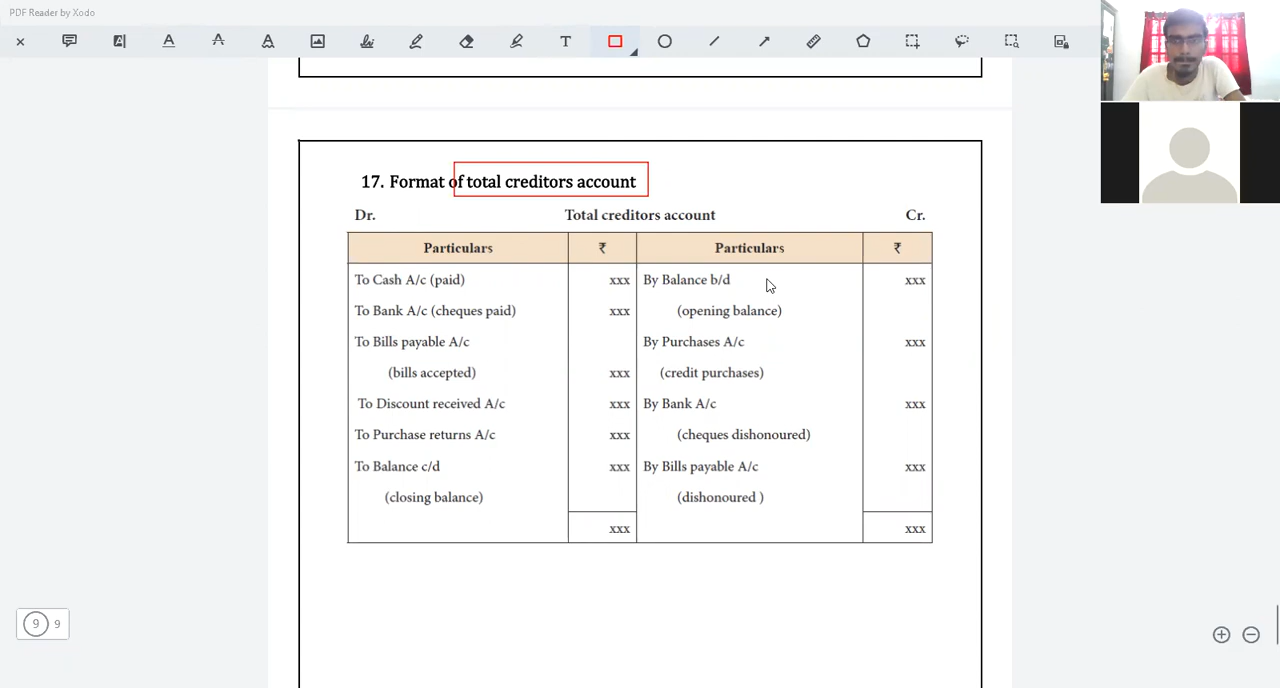 PDF Reader by Xodo
T
17. Format of total creditors account
Dr. Total creditors account Cr.
Particulars ₹ Particulars ₹
To Cash A/c (paid) xxx By Balance b/d xxx
To Bank A/c (cheques paid) xxx (opening balance)
To Bills payable A/c By Purchases A/c xxx
(bills accepted) xxx (credit purchases)
To Discount received A/c xxx By Bank A/c xxx
To Purchase returns A/c xxx (cheques dishonoured)
To Balance c/d xxx By Bills payable A/c xxx
(closing balance) (dishonoured )
xxx xxx
9 9